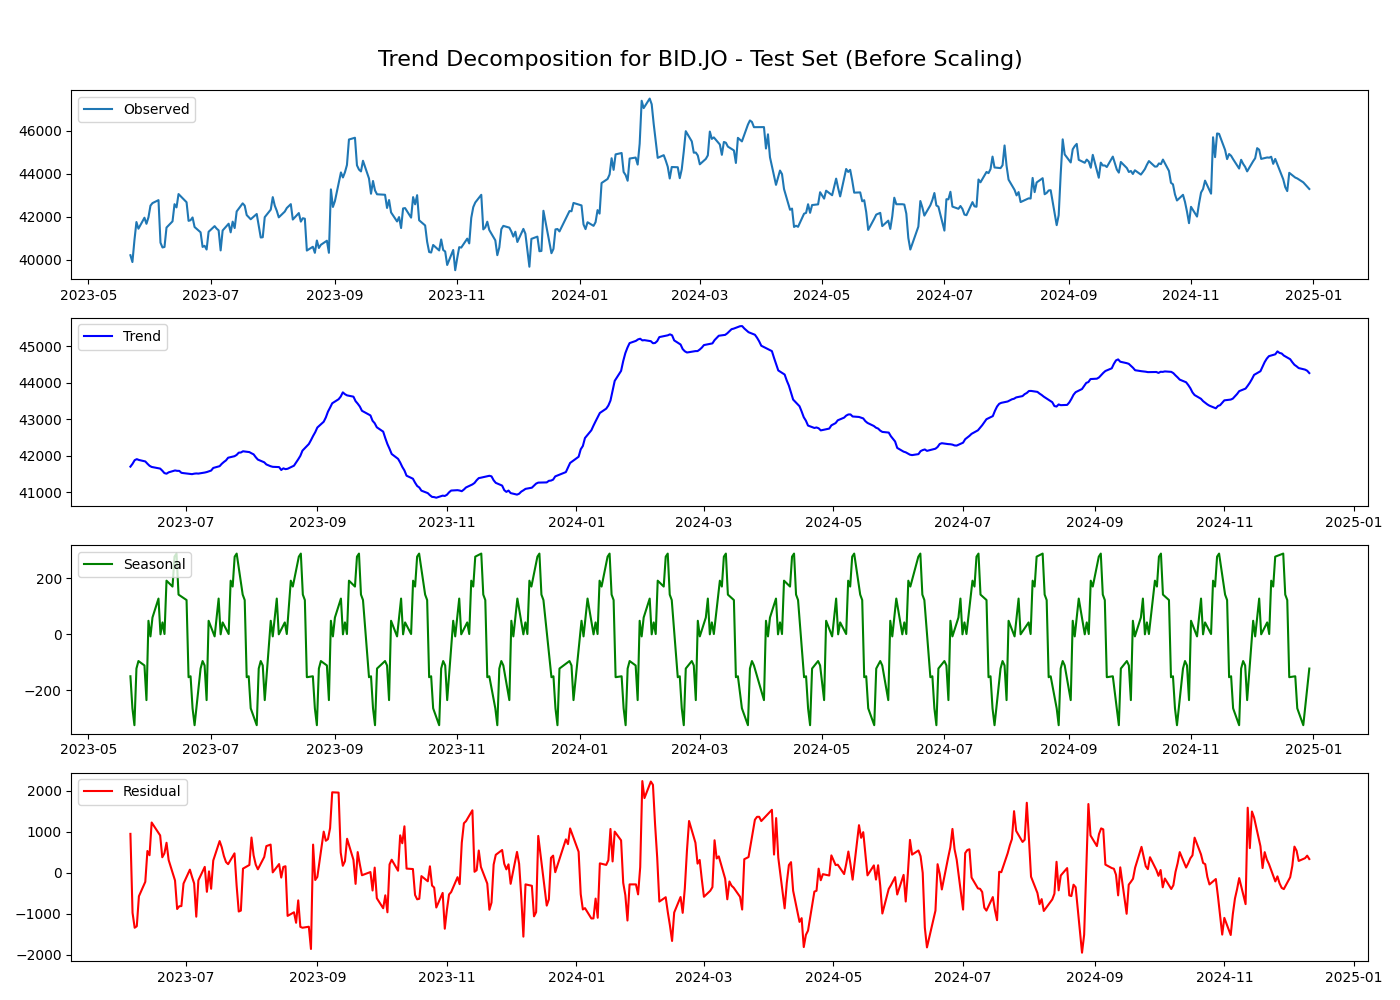 Trend Decomposition for BID.JO - Test Set (Before Scaling)
Observed
46000
44000
42000
40000
2023-05 2023-07 2023-09 2023-11 2024-01 2024-03 2024-05 2024-07 2024-09 2024-11 2025-01
Trend
45000
44000
43000
42000
41000
2023-07 2023-09 2023-11 2024-01 2024-03 2024-05 2024-07 2024-09 2024-11 2025-01
Seasonal
200
0
−200
2023-05 2023-07 2023-09 2023-11 2024-01 2024-03 2024-05 2024-07 2024-09 2024-11 2025-01
Residual
2000
1000
0
−1000
−2000
2023-07 2023-09 2023-11 2024-01 2024-03 2024-05 2024-07 2024-09 2024-11 2025-01